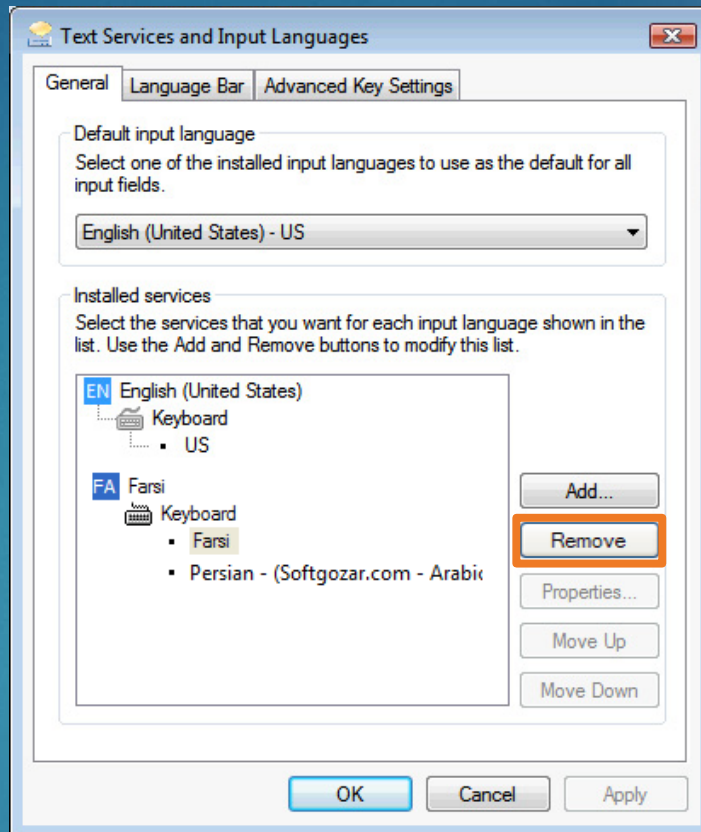 Text Services and Input Languages
General
Language Bar
Advanced Key Settings
Default input language
Select one of the installed input languages to use as the default for all
input fields.
English (United States) - US
Installed services
Select the services that you want for each input language shown in the
list. Use the Add and Remove buttons to modify this list.
EN English (United States)
Keyboard
US
FA Farsi
Keyboard
Farsi
Persian - (Softgozar.com - Arabic
Add...
Remove
Properties...
Move Up
Move Down
OK
Cancel
Apply